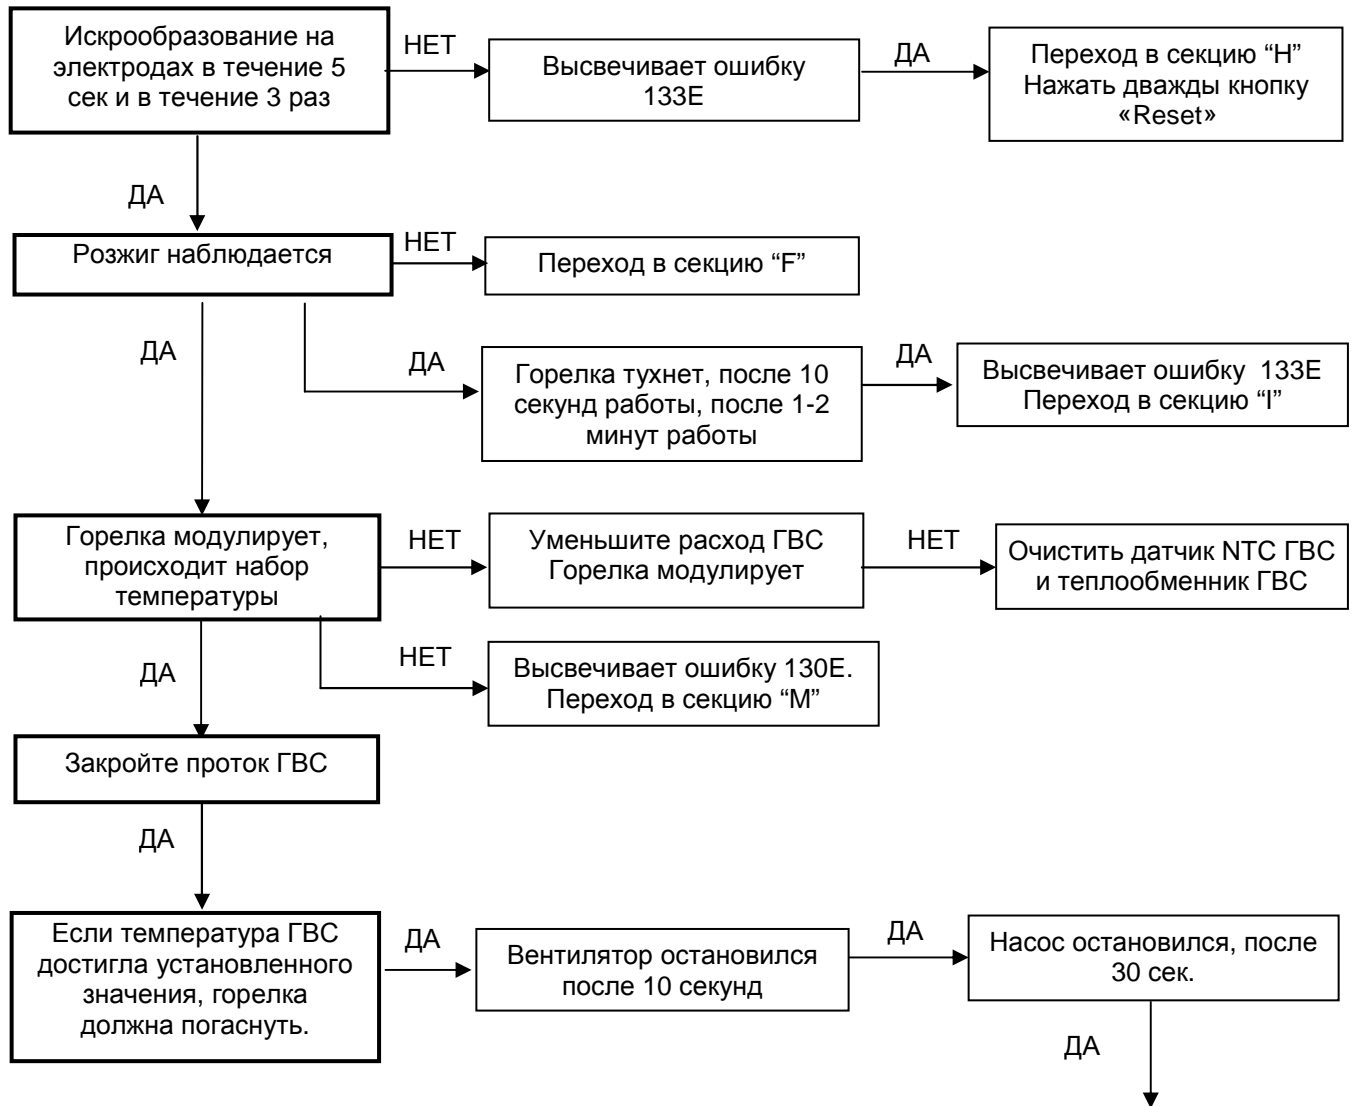 Искрообразование на
электродах в течение 5
сек и в течение 3 раз
НЕТ
Высвечивает ошибку
133E
ДА
Переход в секцию “H”
Нажать дважды кнопку
«Reset»
ДА
Розжиг наблюдается
НЕТ
Переход в секцию “F”
ДА
ДА
Горелка тухнет, после 10
секунд работы, после 1-2
минут работы
ДА
Высвечивает ошибку 133E
Переход в секцию “I”
Горелка модулирует,
происходит набор
температуры
НЕТ
Уменьшите расход ГВС
Горелка модулирует
НЕТ
Очистить датчик NTC ГВС
и теплообменник ГВС
ДА
НЕТ
Высвечивает ошибку 130E.
Переход в секцию “M”
Закройте проток ГВС
ДА
Если температура ГВС
достигла установленного
значения, горелка
должна погаснуть.
ДА
Вентилятор остановился
после 10 секунд
ДА
Насос остановился, после
30 сек.
ДА